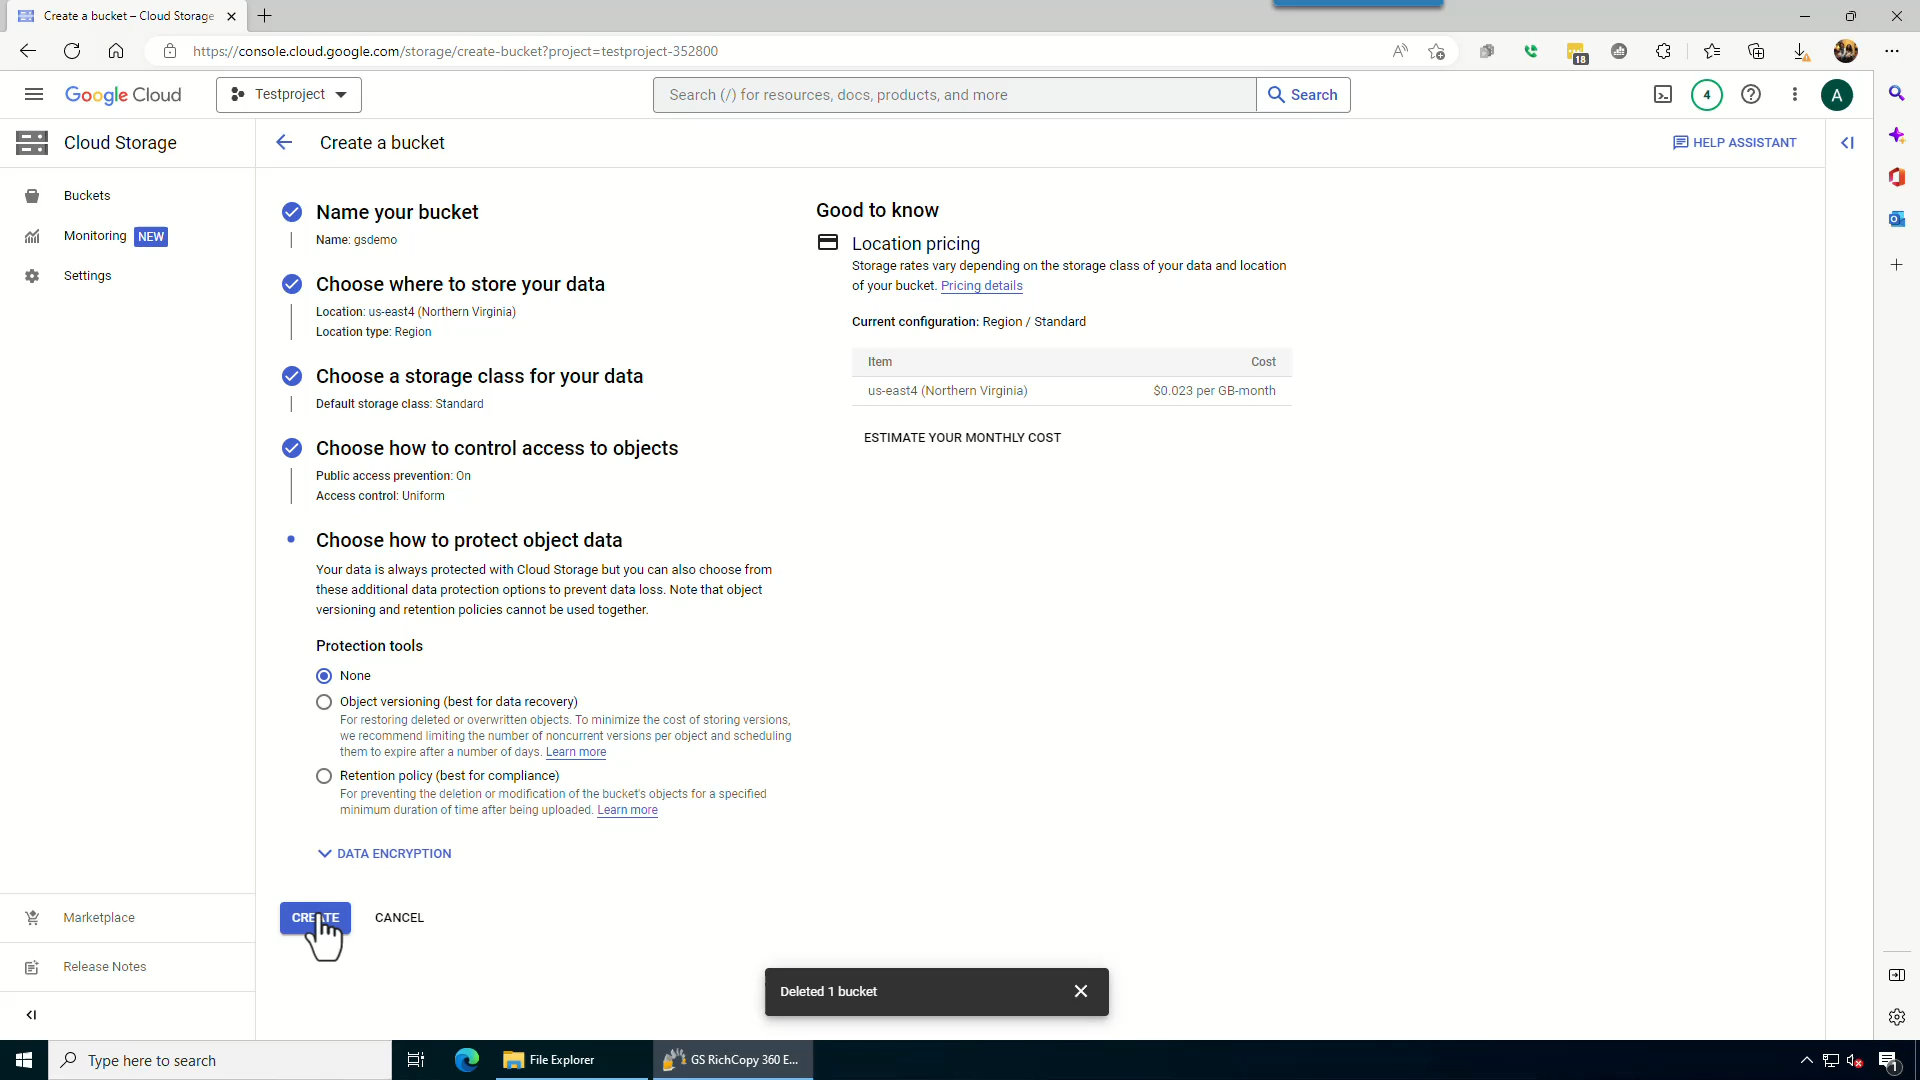 Create a bucket – Cloud Storage
https://console.cloud.google.com/storage/create-bucket?project=testproject-352800
18
Google Cloud
Testproject
Search (/) for resources, docs, products, and more
Search
4
A
Cloud Storage
Create a bucket
HELP ASSISTANT
Buckets
Monitoring NEW
Settings
Name your bucket
Name: gsdemo
Choose where to store your data
Location: us-east4 (Northern Virginia)
Location type: Region
Choose a storage class for your data
Default storage class: Standard
Choose how to control access to objects
Public access prevention: On
Access control: Uniform
Choose how to protect object data
Your data is always protected with Cloud Storage but you can also choose from
these additional data protection options to prevent data loss. Note that object
versioning and retention policies cannot be used together.
Protection tools
None
Object versioning (best for data recovery)
For restoring deleted or overwritten objects. To minimize the cost of storing versions,
we recommend limiting the number of noncurrent versions per object and scheduling
them to expire after a number of days. Learn more
Retention policy (best for compliance)
For preventing the deletion or modification of the bucket's objects for a specified
minimum duration of time after being uploaded. Learn more
DATA ENCRYPTION
CREATE
CANCEL
Good to know
Location pricing
Storage rates vary depending on the storage class of your data and location
of your bucket. Pricing details
Current configuration: Region / Standard
Item Cost
us-east4 (Northern Virginia) $0.023 per GB-month
ESTIMATE YOUR MONTHLY COST
Marketplace
Release Notes
Deleted 1 bucket
Type here to search
File Explorer
GS RichCopy 360 E...
1